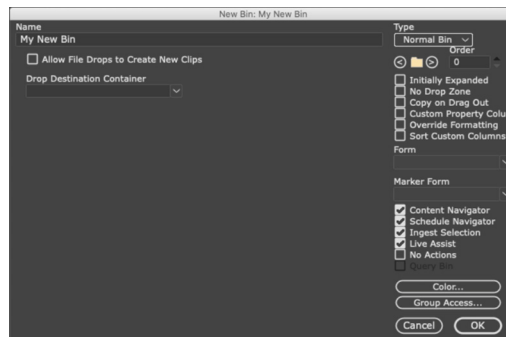 New Bin: My New Bin
Name
My New Bin
Allow File Drops to Create New Clips
Drop Destination Container
Type
Normal Bin
Order
0
Initially Expanded
No Drop Zone
Copy on Drag Out
Custom Property Colu
Override Formatting
Sort Custom Columns
Form
Marker Form
Content Navigator
Schedule Navigator
Ingest Selection
Live Assist
No Actions
Query Bin
Color...
Group Access...
Cancel
OK